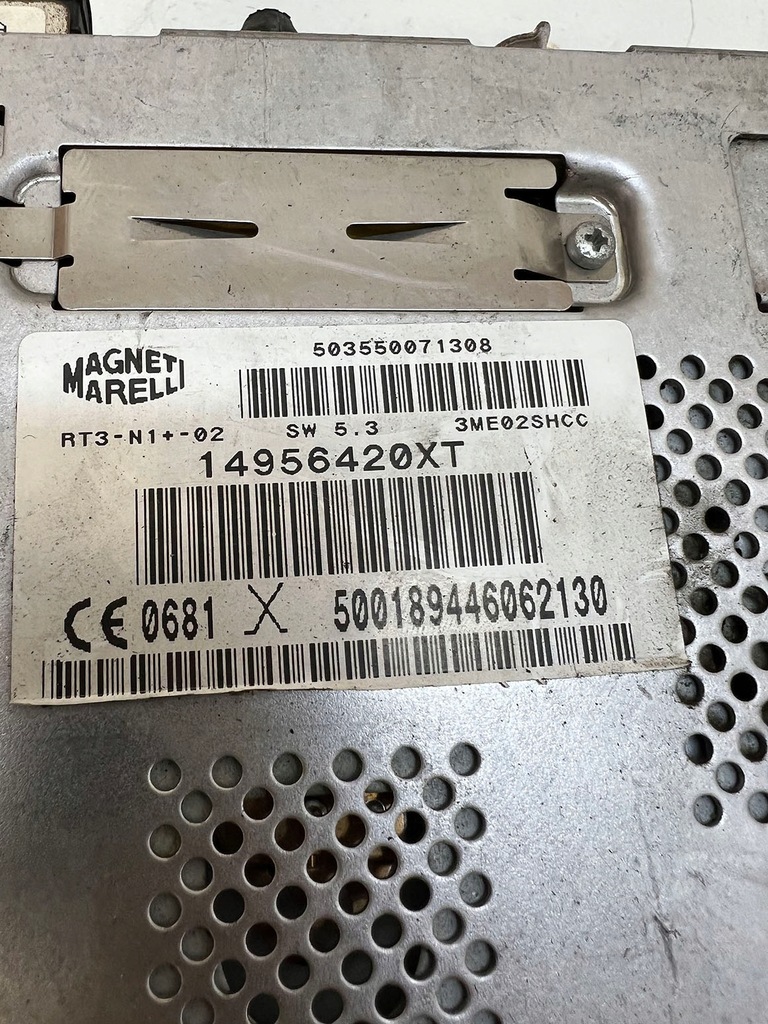 503550071308
MAGNETI
MARELLI
RT3-N1+-02 SW 5.3 3ME02SHCC
14956420XT
CE 0681 X 500189446062130